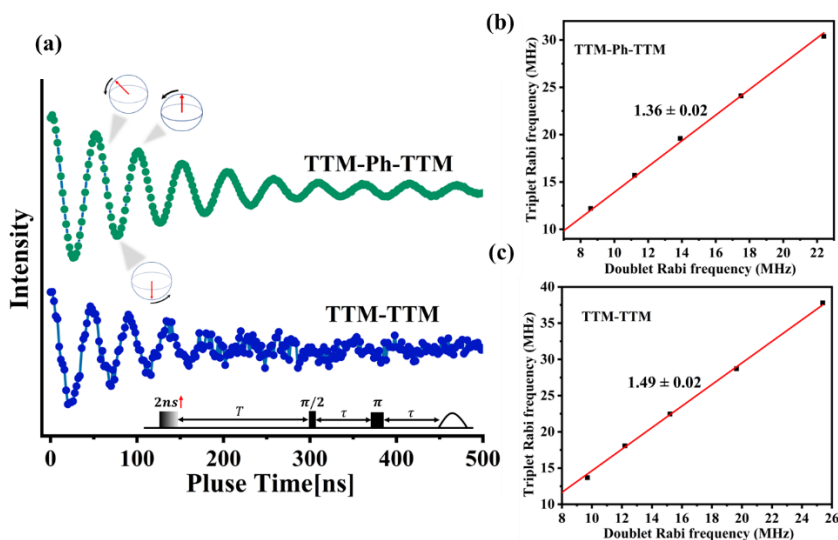 (a)
TTM-Ph-TTM
TTM-TTM
2ns
T
π/2
τ
π
τ
Intensity
0
100
200
300
400
500
Pluse Time[ns]
(b)
TTM-Ph-TTM
1.36 ± 0.02
Triplet Rabi frequency (MHz)
30
25
20
15
10
8
10
12
14
16
18
20
22
Doublet Rabi frequency (MHz)
(c)
TTM-TTM
1.49 ± 0.02
Triplet Rabi frequency (MHz)
40
35
30
25
20
15
10
8
10
12
14
16
18
20
22
24
26
Doublet Rabi frequency (MHz)